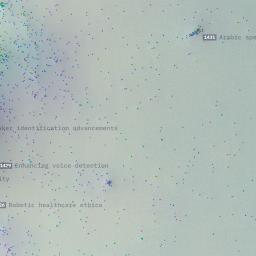 1431 Arabic spe
ker identification advancements
1479 Enhancing voice detection
ity
Robotic healthcare ethics